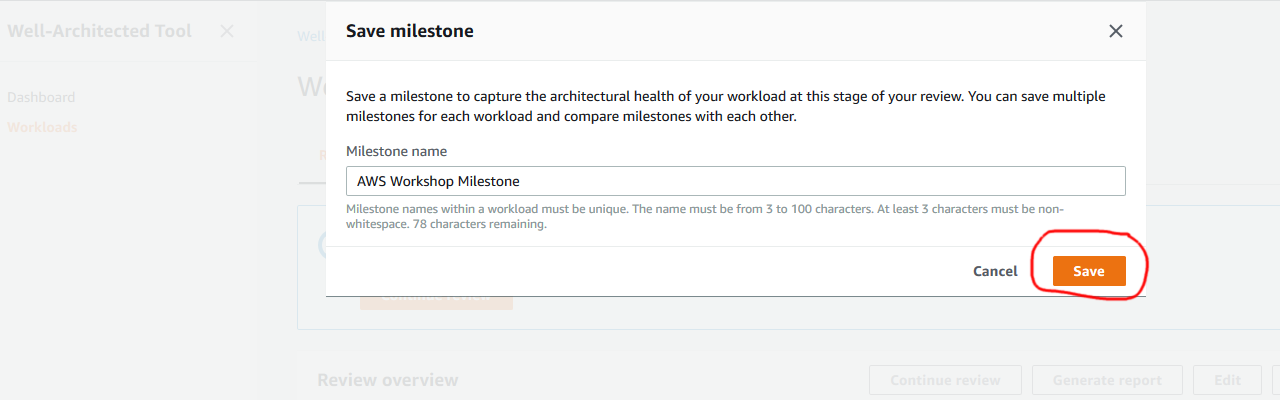 Well-Architected Tool
Save milestone
Dashboard
Save a milestone to capture the architectural health of your workload at this stage of your review. You can save multiple
milestones for each workload and compare milestones with each other.
Workloads
Milestone name
AWS Workshop Milestone
Milestone names within a workload must be unique. The name must be from 3 to 100 characters. At least 3 characters must be non-
whitespace. 78 characters remaining.
Cancel Save
Continue review
Review overview Continue review Generate report Edit